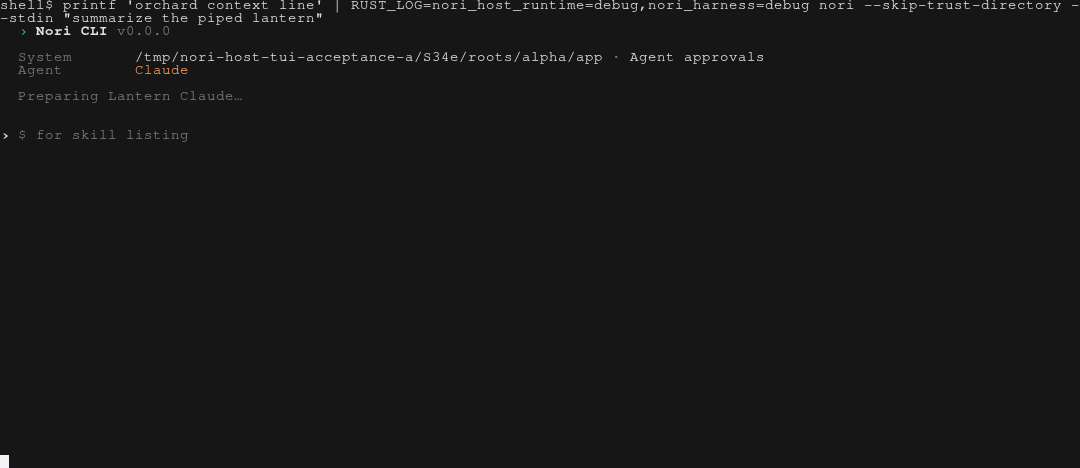 shell$ printf 'orchard context line' | RUST_LOG=nori_host_runtime=debug,nori_harness=debug nori --skip-trust-directory -
-stdin "summarize the piped lantern"
› Nori CLI v0.0.0
System /tmp/nori-host-tui-acceptance-a/S34e/roots/alpha/app · Agent approvals
Agent Claude
Preparing Lantern Claude…
› $ for skill listing